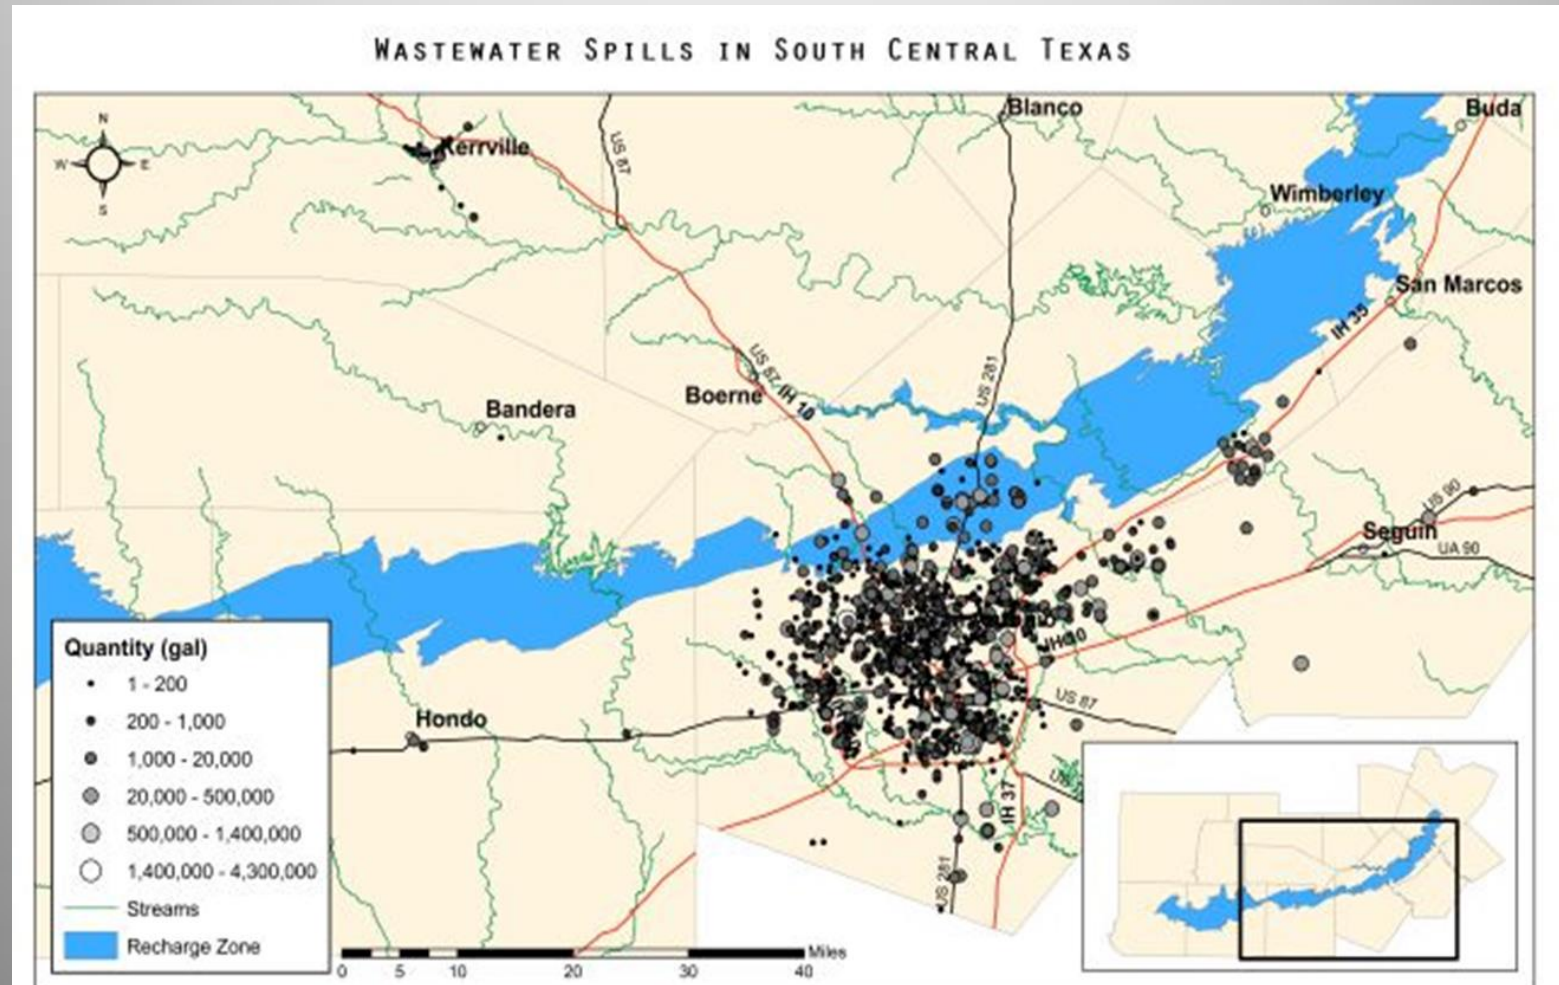 WASTEWATER SPILLS IN SOUTH CENTRAL TEXAS
N
W
E
S
Kerrville
US 87
Blanco
Buda
Wimberley
San Marcos
IH 35
US 281
US 87, IH 10
Boerne
Bandera
US 90
Seguin
UA 90
IH 10
US 87
Hondo
IH 37
US 281
Quantity (gal)
1 - 200
200 - 1,000
1,000 - 20,000
20,000 - 500,000
500,000 - 1,400,000
1,400,000 - 4,300,000
Streams
Recharge Zone
Miles
0 5 10 20 30 40